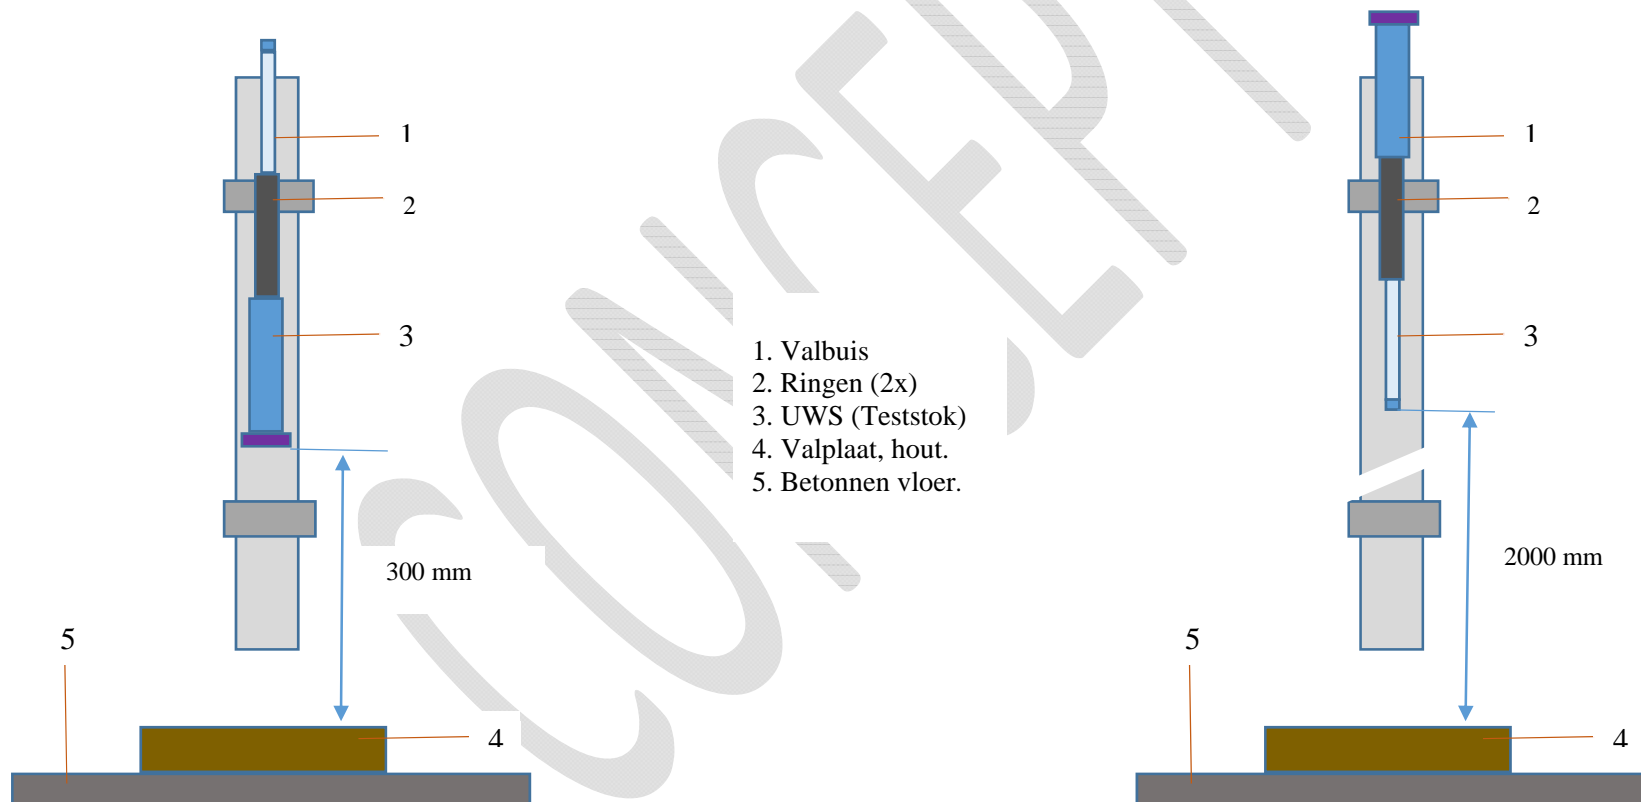 1
2
3
300 mm
5
4
1. Valbuis
2. Ringen (2x)
3. UWS (Teststok)
4. Valplaat, hout.
5. Betonnen vloer.
1
2
3
2000 mm
5
4
CONCEPT